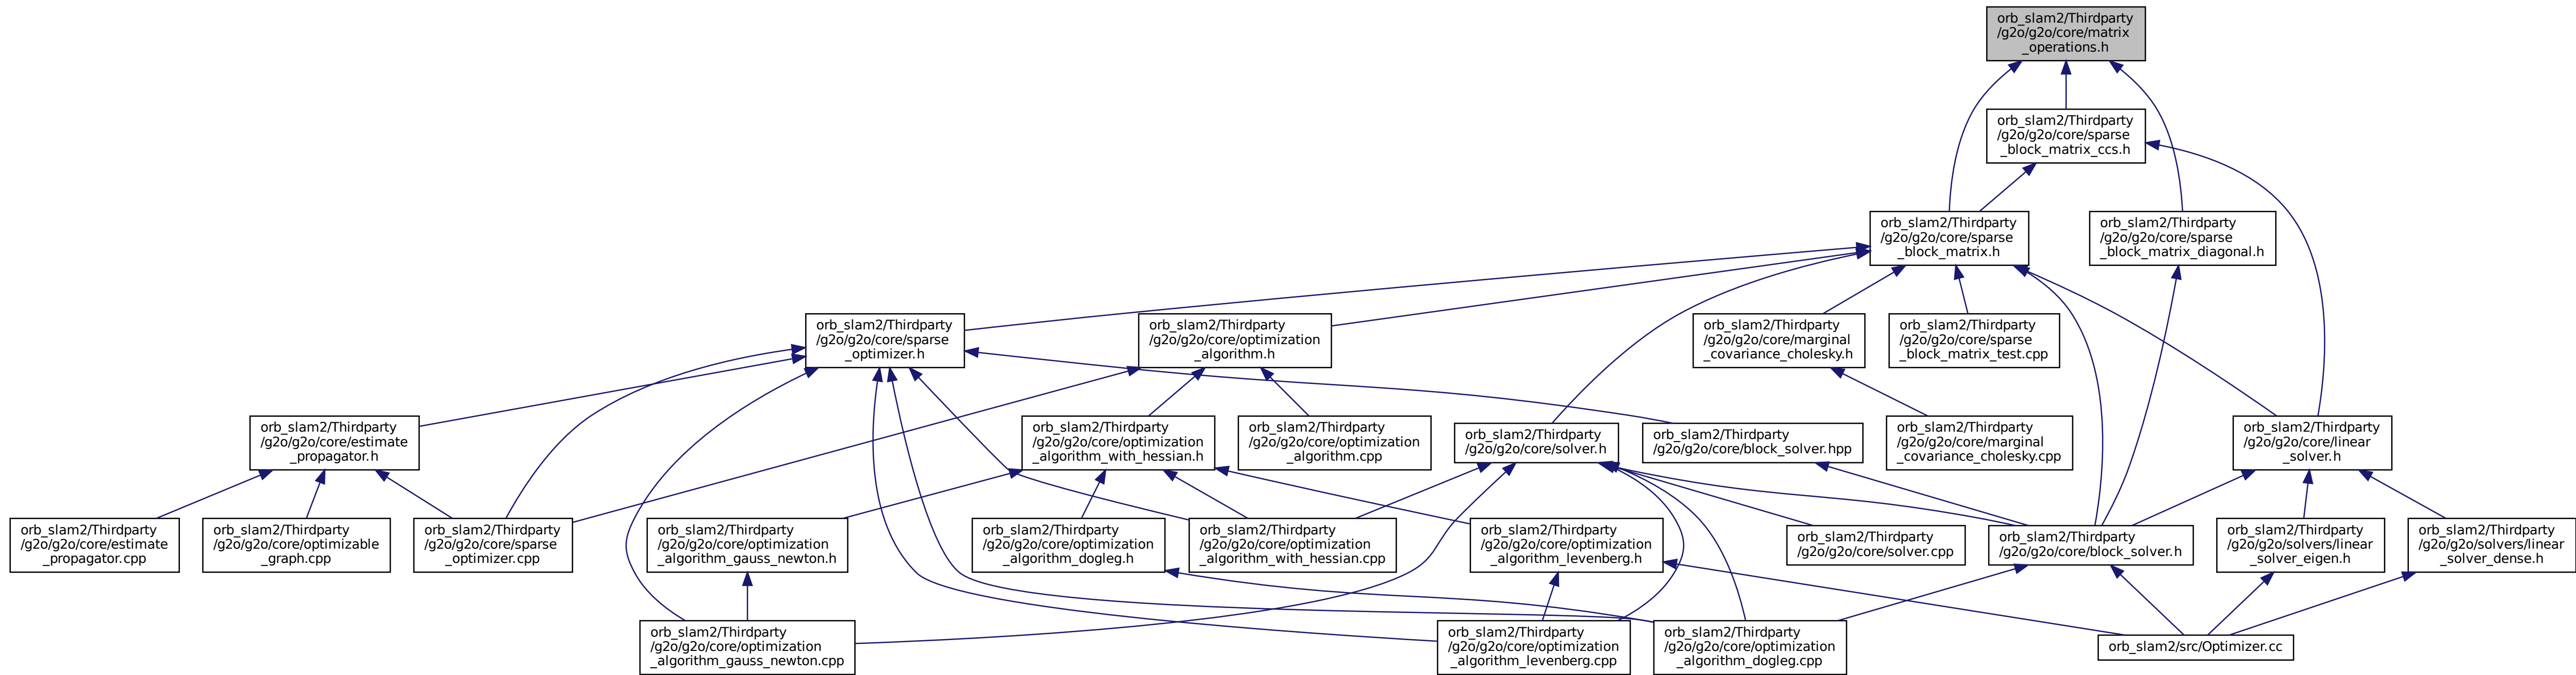 orb_slam2/Thirdparty
/g2o/g2o/core/matrix
_operations.h
orb_slam2/Thirdparty
/g2o/g2o/core/sparse
_block_matrix_ccs.h
orb_slam2/Thirdparty
/g2o/g2o/core/sparse
_block_matrix.h
orb_slam2/Thirdparty
/g2o/g2o/core/sparse
_block_matrix_diagonal.h
orb_slam2/Thirdparty
/g2o/g2o/core/sparse
_optimizer.h
orb_slam2/Thirdparty
/g2o/g2o/core/optimization
_algorithm.h
orb_slam2/Thirdparty
/g2o/g2o/core/marginal
_covariance_cholesky.h
orb_slam2/Thirdparty
/g2o/g2o/core/sparse
_block_matrix_test.cpp
orb_slam2/Thirdparty
/g2o/g2o/core/estimate
_propagator.h
orb_slam2/Thirdparty
/g2o/g2o/core/optimization
_algorithm_with_hessian.h
orb_slam2/Thirdparty
/g2o/g2o/core/optimization
_algorithm.cpp
orb_slam2/Thirdparty
/g2o/g2o/core/solver.h
orb_slam2/Thirdparty
/g2o/g2o/core/block_solver.hpp
orb_slam2/Thirdparty
/g2o/g2o/core/marginal
_covariance_cholesky.cpp
orb_slam2/Thirdparty
/g2o/g2o/core/linear
_solver.h
orb_slam2/Thirdparty
/g2o/g2o/core/estimate
_propagator.cpp
orb_slam2/Thirdparty
/g2o/g2o/core/optimizable
_graph.cpp
orb_slam2/Thirdparty
/g2o/g2o/core/sparse
_optimizer.cpp
orb_slam2/Thirdparty
/g2o/g2o/core/optimization
_algorithm_gauss_newton.h
orb_slam2/Thirdparty
/g2o/g2o/core/optimization
_algorithm_dogleg.h
orb_slam2/Thirdparty
/g2o/g2o/core/optimization
_algorithm_with_hessian.cpp
orb_slam2/Thirdparty
/g2o/g2o/core/optimization
_algorithm_levenberg.h
orb_slam2/Thirdparty
/g2o/g2o/core/solver.cpp
orb_slam2/Thirdparty
/g2o/g2o/core/block_solver.h
orb_slam2/Thirdparty
/g2o/g2o/solvers/linear
_solver_eigen.h
orb_slam2/Thirdparty
/g2o/g2o/solvers/linear
_solver_dense.h
orb_slam2/Thirdparty
/g2o/g2o/core/optimization
_algorithm_gauss_newton.cpp
orb_slam2/Thirdparty
/g2o/g2o/core/optimization
_algorithm_levenberg.cpp
orb_slam2/Thirdparty
/g2o/g2o/core/optimization
_algorithm_dogleg.cpp
orb_slam2/src/Optimizer.cc